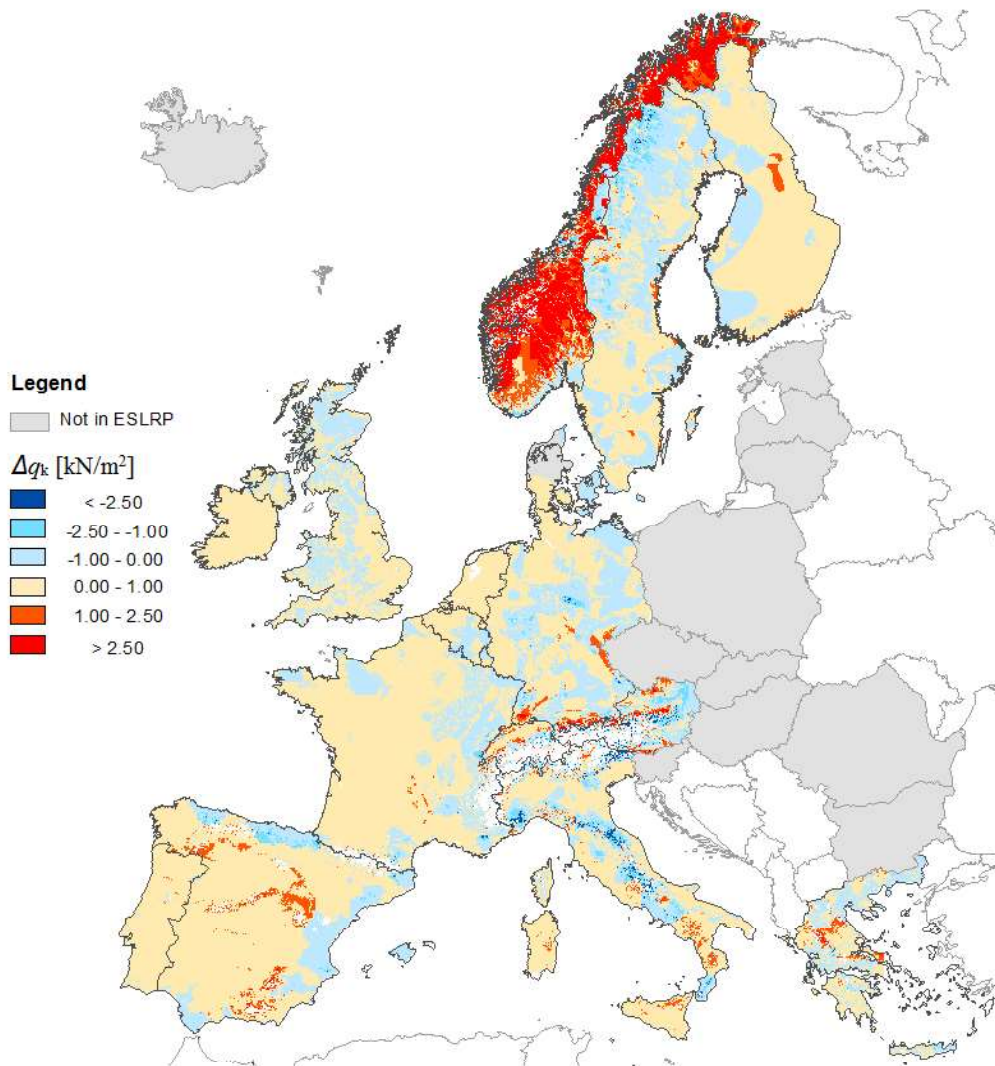 Legend
Not in ESLRP
Δqk [kN/m²]
< -2.50
-2.50 - -1.00
-1.00 - 0.00
0.00 - 1.00
1.00 - 2.50
> 2.50